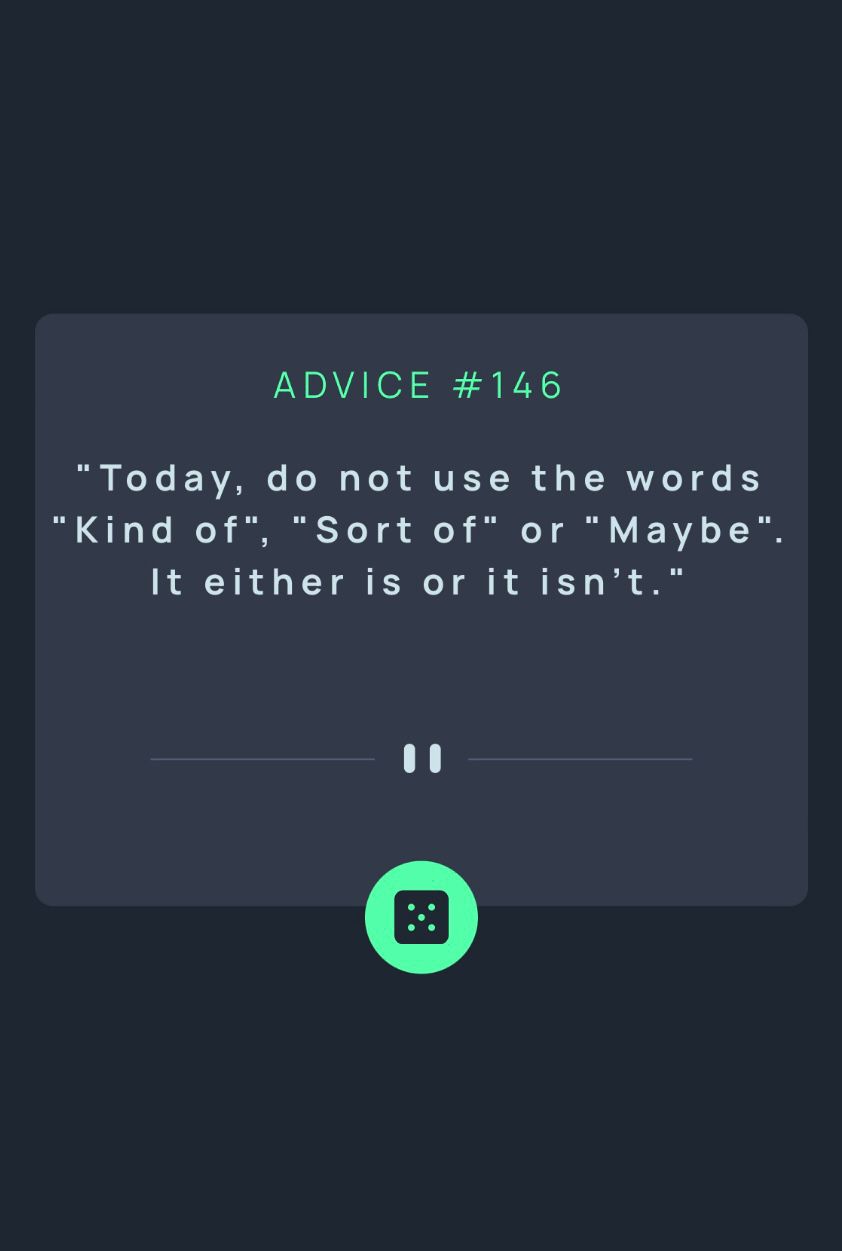 ADVICE #146
"Today, do not use the words
"Kind of", "Sort of" or "Maybe".
It either is or it isn’t."